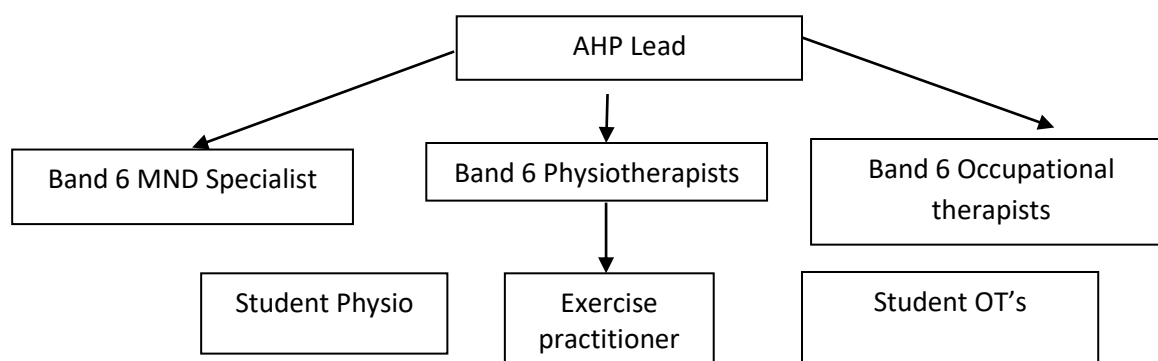 AHP Lead
Band 6 MND Specialist
Band 6 Physiotherapists
Band 6 Occupational
therapists
Student Physio
Exercise
practitioner
Student OT’s